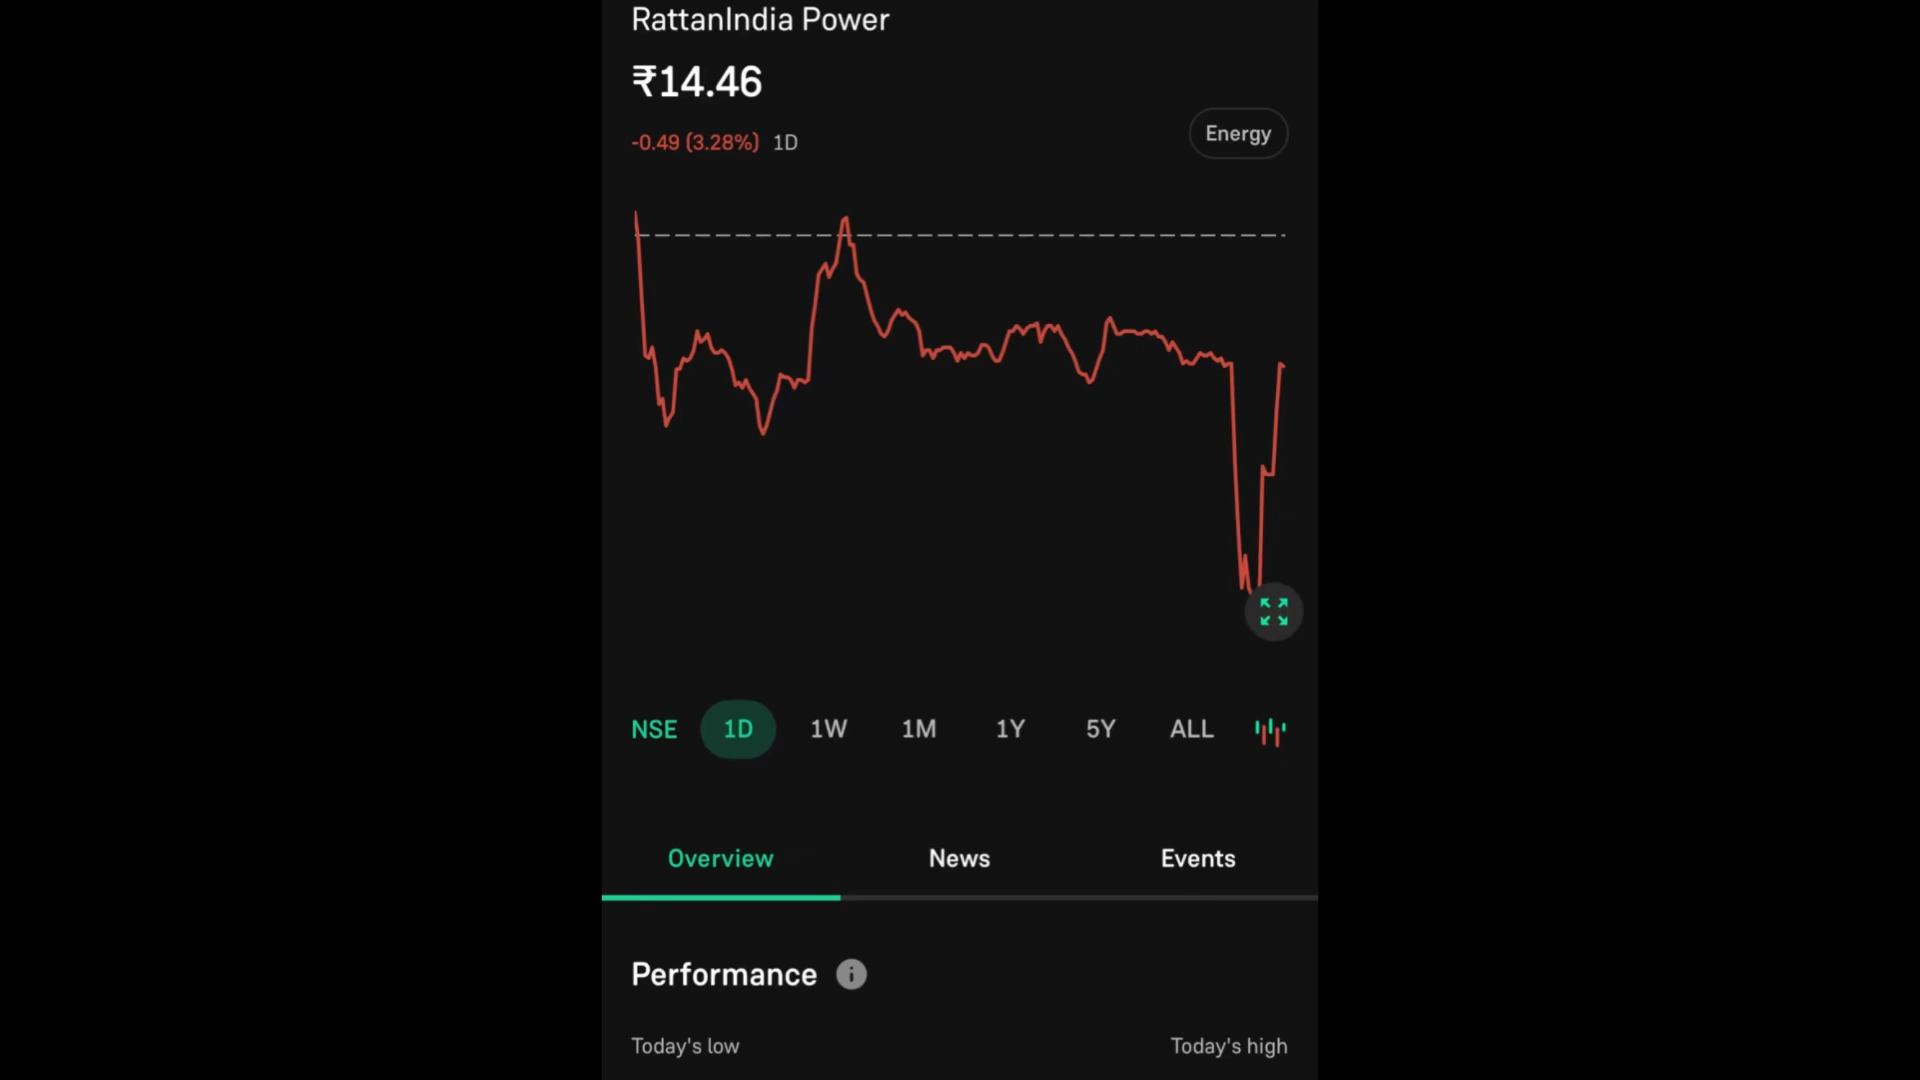 RattanIndia Power
₹14.46
-0.49 (3.28%) 1D
Energy
NSE 1D 1W 1M 1Y 5Y ALL
Overview News Events
Performance
Today's low Today's high